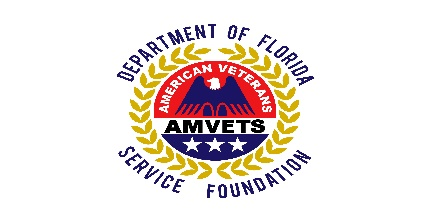 DEPARTMENT OF FLORIDA
AMERICAN VETERANS
AMVETS
SERVICE FOUNDATION